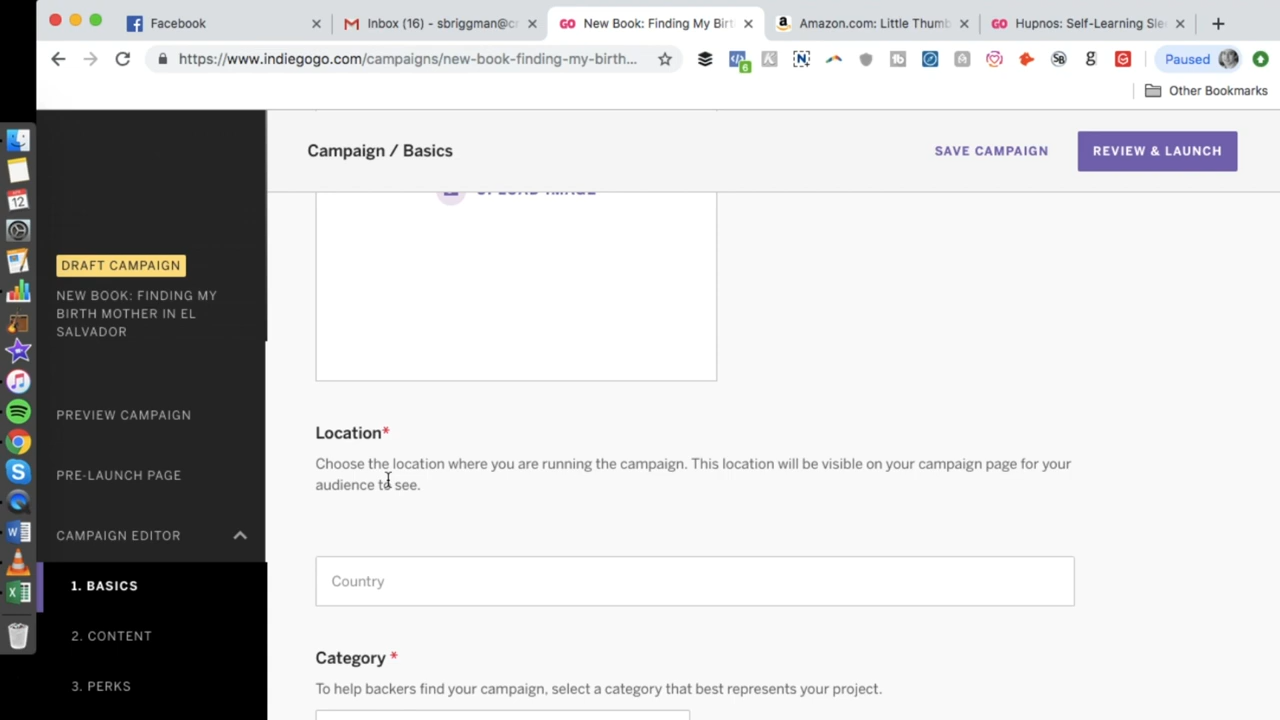 Facebook
Inbox (16) - sbriggman@c
New Book: Finding My Birt
Amazon.com: Little Thumb
Hupnos: Self-Learning Sle
https://www.indiegogo.com/campaigns/new-book-finding-my-birth...
6
Paused
Other Bookmarks
Campaign / Basics
SAVE CAMPAIGN
REVIEW & LAUNCH
DRAFT CAMPAIGN
NEW BOOK: FINDING MY
BIRTH MOTHER IN EL
SALVADOR
PREVIEW CAMPAIGN
PRE-LAUNCH PAGE
CAMPAIGN EDITOR
1. BASICS
2. CONTENT
3. PERKS
UPLOAD IMAGE
Location*
Choose the location where you are running the campaign. This location will be visible on your campaign page for your
audience to see.
Country
Category *
To help backers find your campaign, select a category that best represents your project.